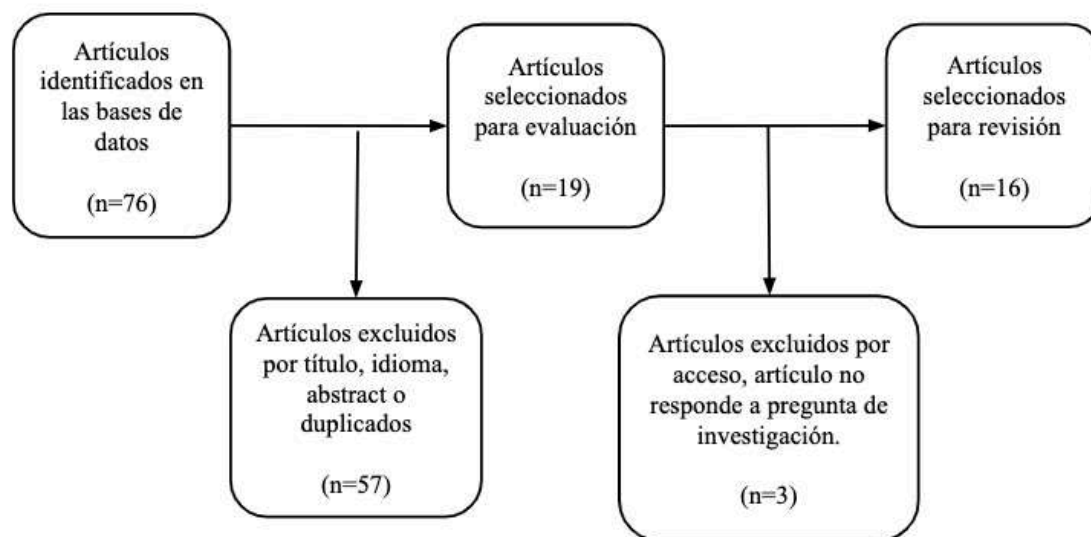 Artículos
identificados en
las bases de
datos
(n=76)
Artículos
seleccionados
para evaluación
(n=19)
Artículos
seleccionados
para revisión
(n=16)
Artículos excluidos
por título, idioma,
abstract o
duplicados
(n=57)
Artículos excluidos por
acceso, artículo no
responde a pregunta de
investigación.
(n=3)